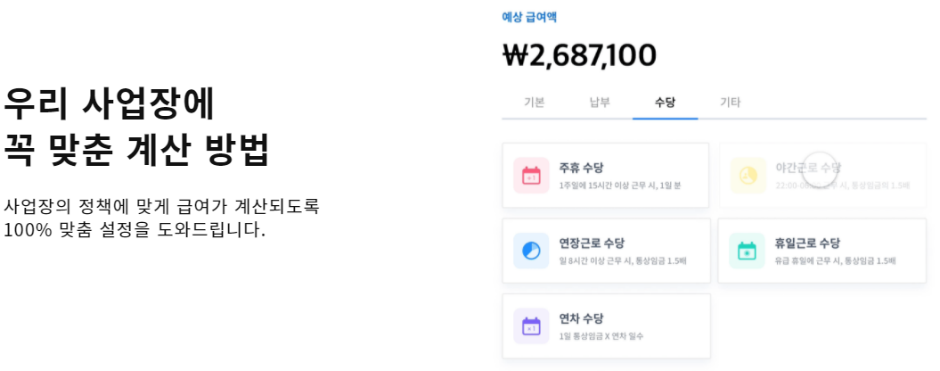 우리 사업장에
꼭 맞춘 계산 방법
사업장의 정책에 맞게 급여가 계산되도록
100% 맞춤 설정을 도와드립니다.
예상 급여액
₩2,687,100
기본 납부 수당 기타
주휴 수당
1주일에 15시간 이상 근무 시, 1일 분
야간근로 수당
22:00 근무 시, 통상임금의 1.5배
연장근로 수당
일 8시간 이상 근무 시, 통상임금 1.5배
휴일근로 수당
유급 휴일에 근무 시, 통상임금 1.5배
연차 수당
1일 통상임금 X 연차 일수